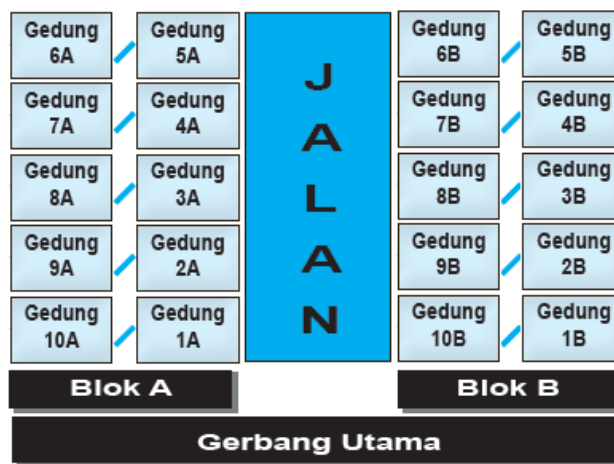 Gedung
6A
Gedung
5A
Gedung
6B
Gedung
5B
Gedung
7A
Gedung
4A
Gedung
7B
Gedung
4B
Gedung
8A
Gedung
3A
Gedung
8B
Gedung
3B
Gedung
9A
Gedung
2A
Gedung
9B
Gedung
2B
Gedung
10A
Gedung
1A
Gedung
10B
Gedung
1B
J
A
L
A
N
Blok A
Blok B
Gerbang Utama